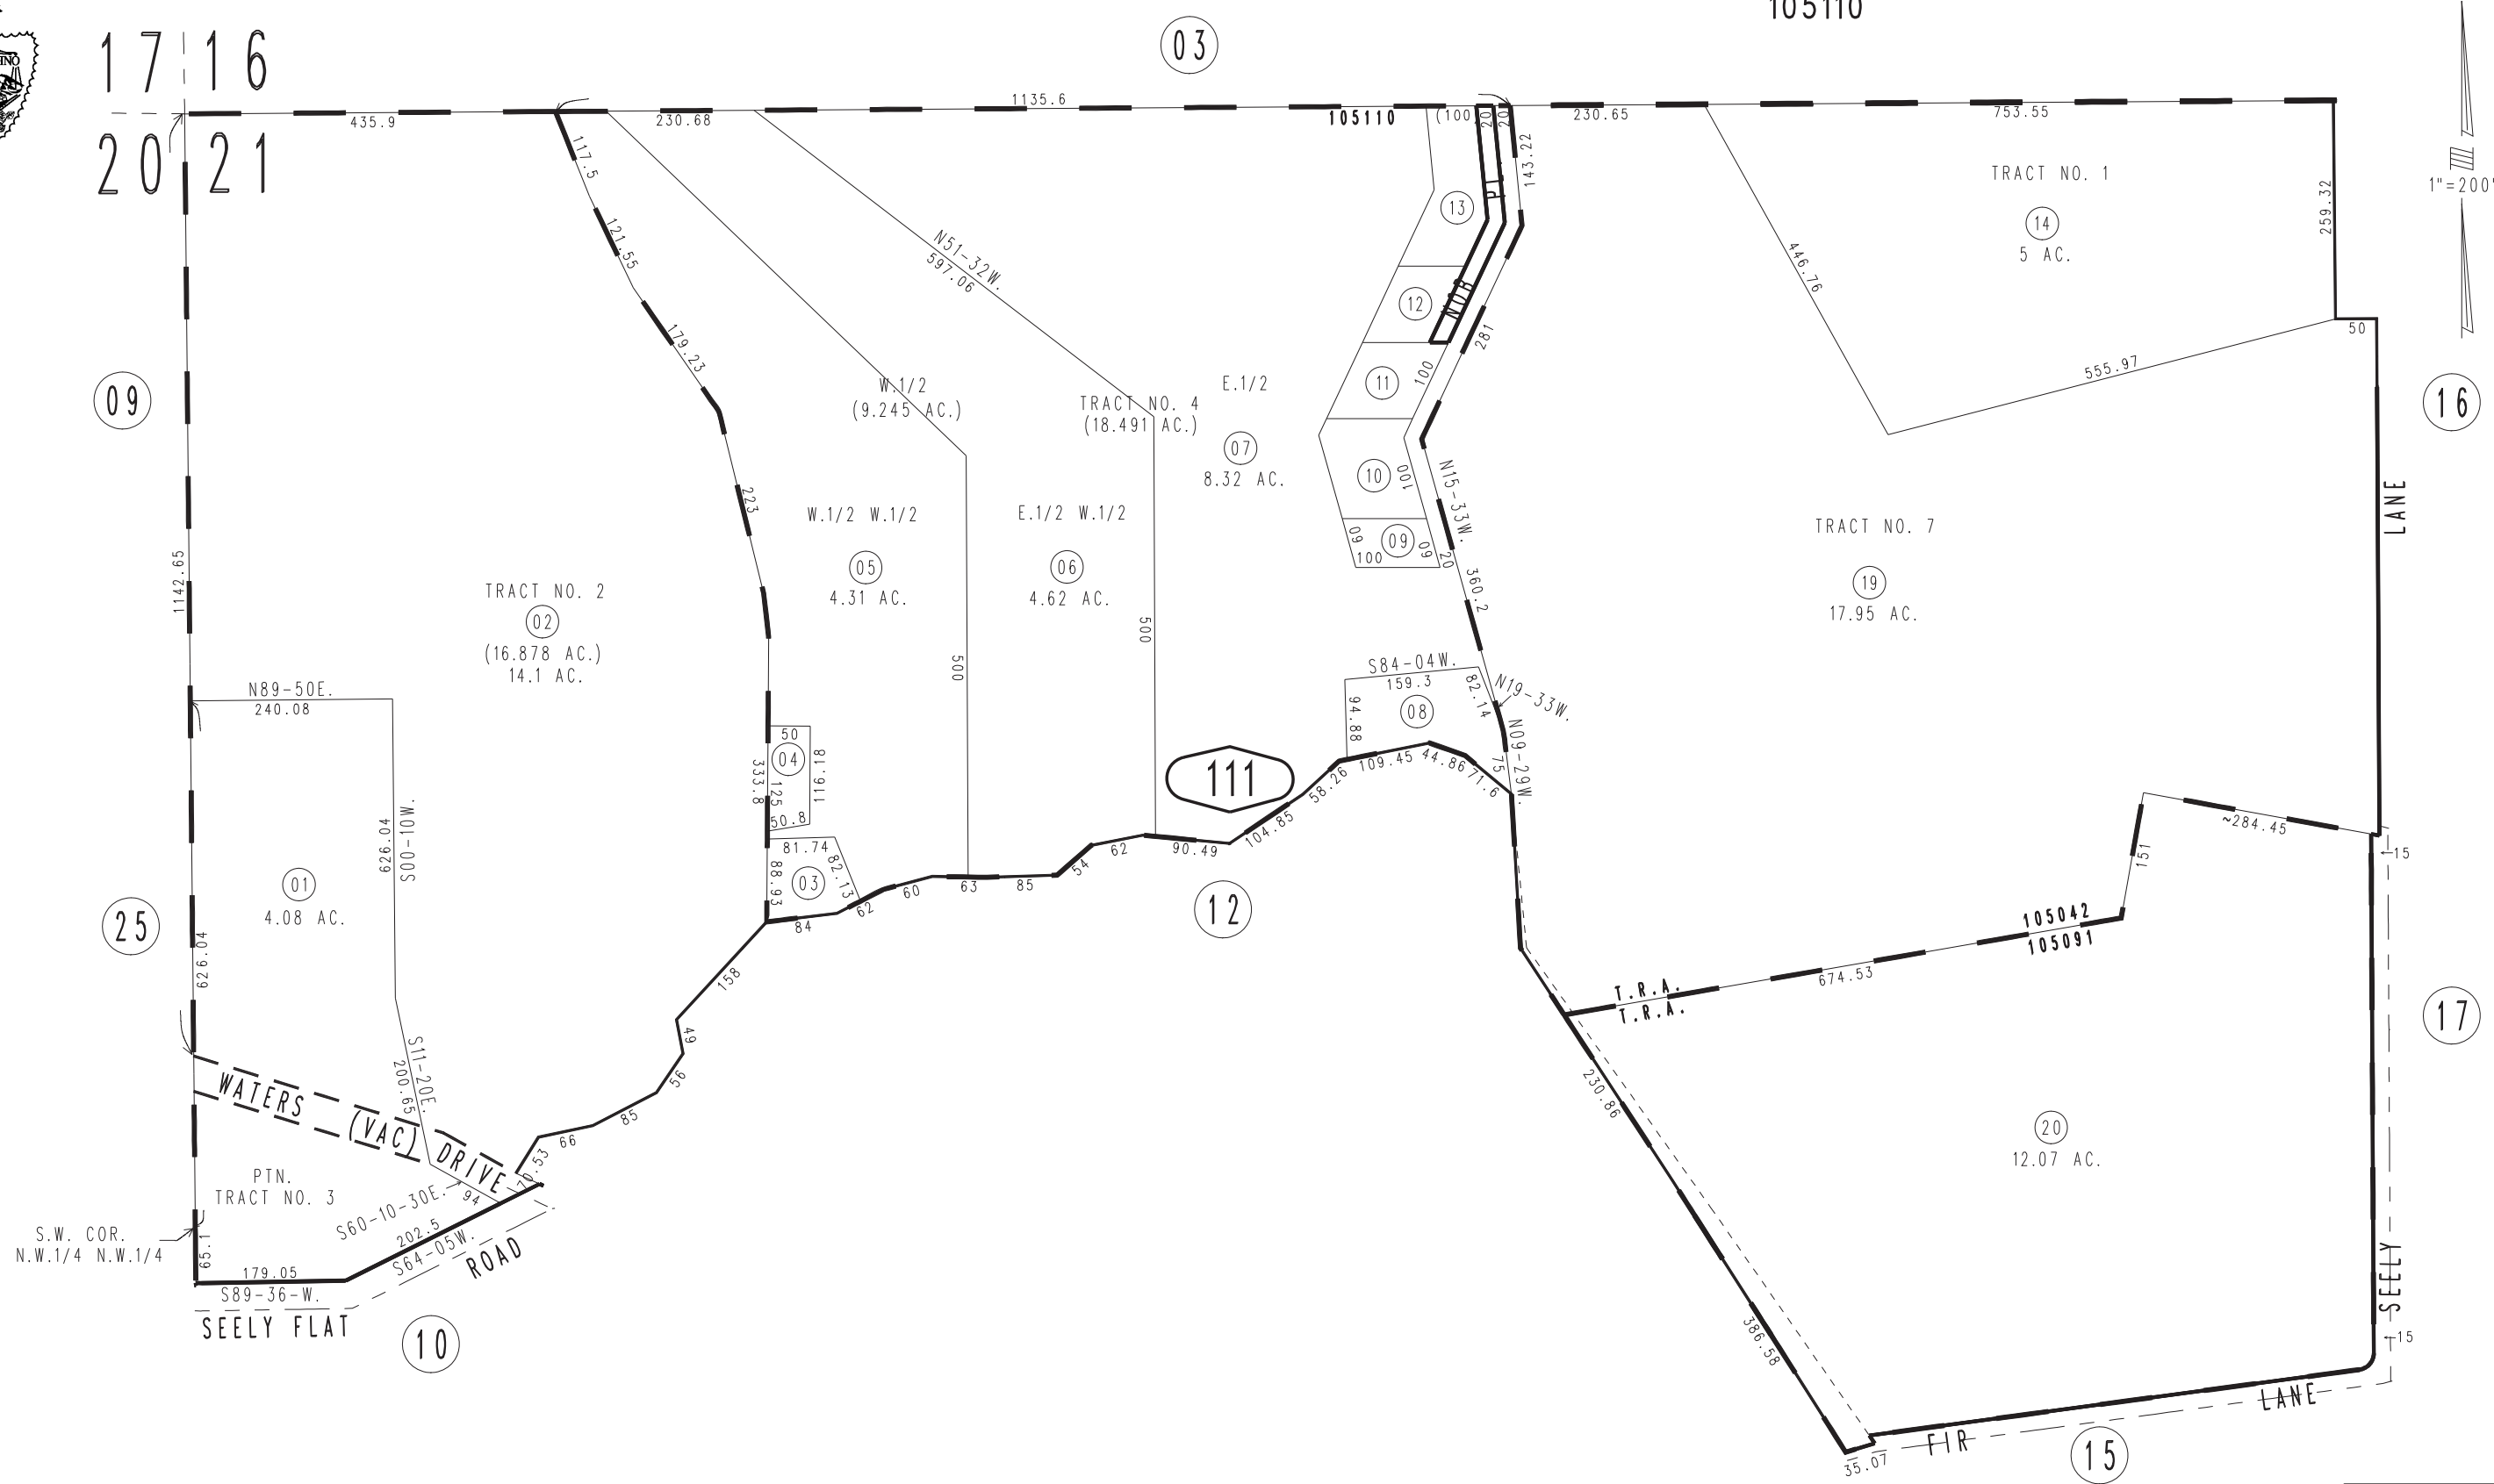 105110
17 16
20 21
03
435.9
230.68
1135.6
105110
(100)
20
20
230.65
753.55
1"=200'
117.5
121.55
179.23
223
333.8
88.93
N51-32W.
597.06
143.22
13
PL
NOB
12
281
11
100
10
100
09
60
60
100
20
TRACT NO. 1
14
5 AC.
259.32
50
446.76
555.97
09
16
W.1/2
(9.245 AC.)
TRACT NO. 4
(18.491 AC.)
E.1/2
07
8.32 AC.
N15-33W.
360.2
LANE
1142.65
TRACT NO. 2
02
(16.878 AC.)
14.1 AC.
W.1/2 W.1/2
05
4.31 AC.
E.1/2 W.1/2
06
4.62 AC.
500
500
TRACT NO. 7
19
17.95 AC.
N89-50E.
240.08
S84-04W.
159.3
94.88
08
82.14
N19-33W.
N09-29W.
75
50
04
125
116.18
50.8
111
58.26
109.45
44.86
71.6
104.85
81.74
03
82.13
84
62
60
63
85
54
62
90.49
12
~284.45
15
151
105042
105091
674.53
T.R.A.
T.R.A.
626.04
S00-10W.
01
4.08 AC.
25
626.04
17
158
49
56
85
66
70.53
S11-20E.
200.65
WATERS (VAC) DRIVE
PTN.
TRACT NO. 3
S60-10-30E.
94
S.W. COR.
N.W.1/4 N.W.1/4
65.1
202.5
S64-05W.
ROAD
179.05
S89-36-W.
SEELY FLAT
10
230.86
386.58
20
12.07 AC.
SEELY
15
35.07
FIR
LANE
15